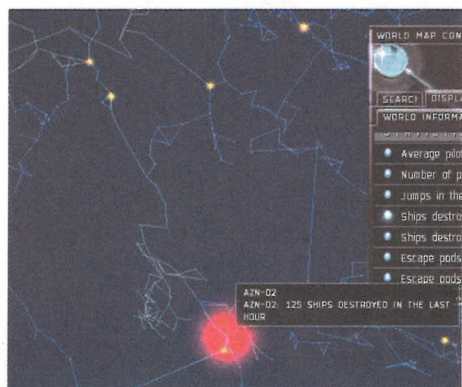 WORLD MAP CON
SEARCH DISPLA
WORLD INFORMA
Average pilot
Number of p
Jumps in the
Ships destro
Ships destro
Escape pods
Escape pods
AZN-02
AZN-02: 125 SHIPS DESTROYED IN THE LAST
HOUR